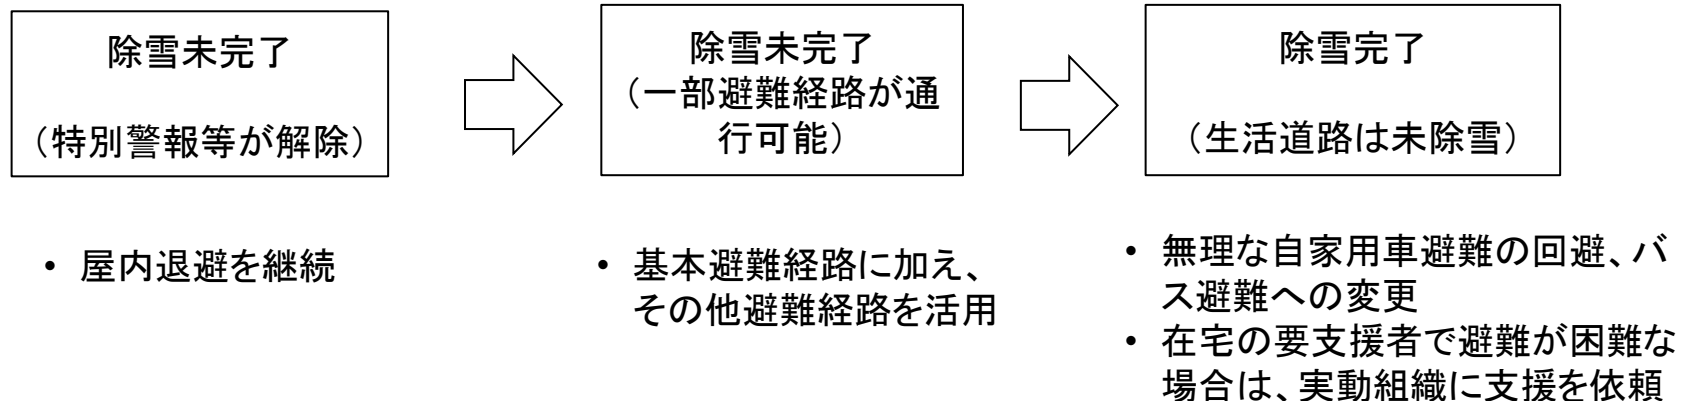 除雪未完了
（特別警報等が解除）
除雪未完了
（一部避難経路が通
行可能）
除雪完了
（生活道路は未除雪）
• 屋内退避を継続
• 基本避難経路に加え、
その他避難経路を活用
• 無理な自家用車避難の回避、バ
ス避難への変更
• 在宅の要支援者で避難が困難な
場合は、実動組織に支援を依頼